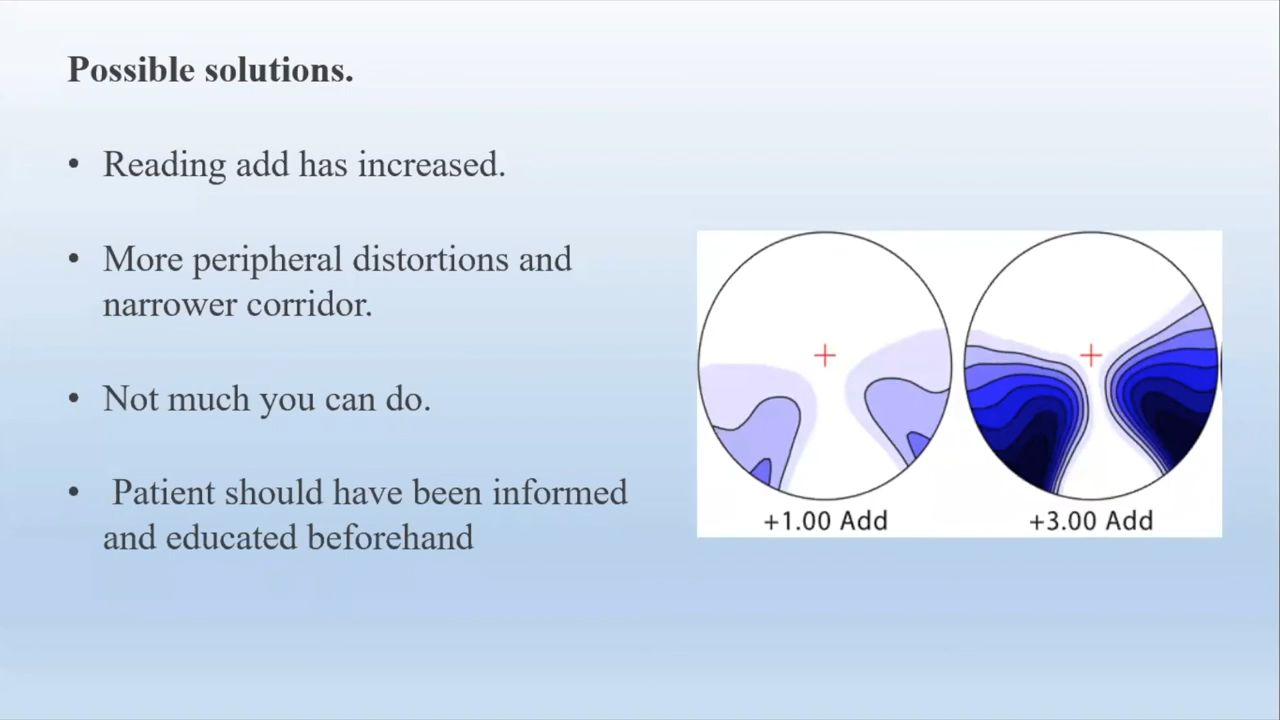 Possible solutions.
• Reading add has increased.
• More peripheral distortions and
narrower corridor.
• Not much you can do.
• Patient should have been informed
and educated beforehand
+1.00 Add
+3.00 Add